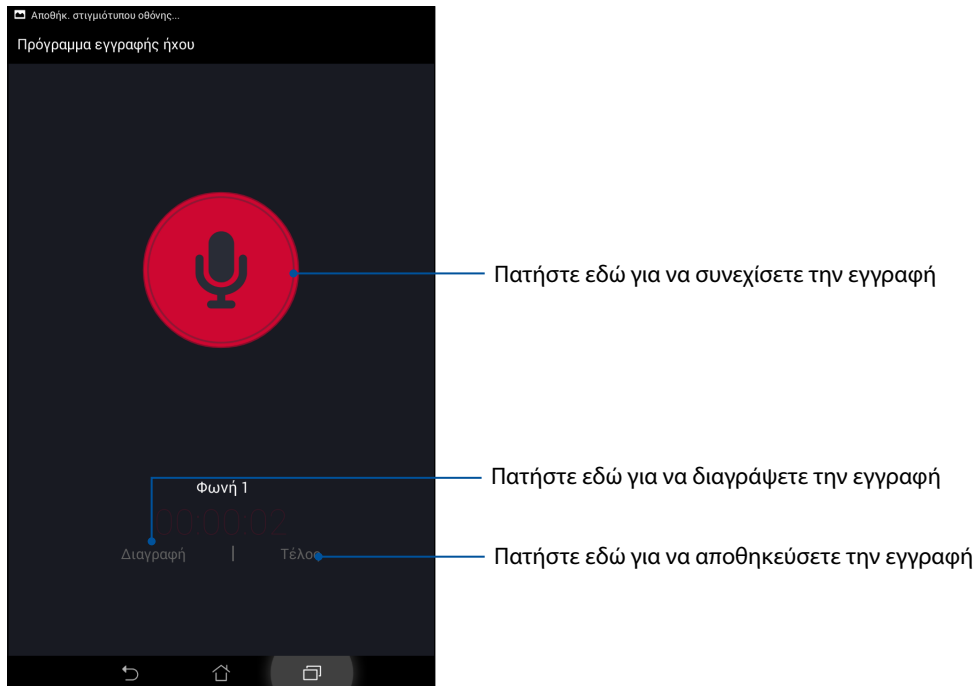 Αποθήκ. στιγμιότυπου οθόνης...
Πρόγραμμα εγγραφής ήχου
Πατήστε εδώ για να συνεχίσετε την εγγραφή
Πατήστε εδώ για να διαγράψετε την εγγραφή
Φωνή 1
00:00:02
Διαγραφή | Τέλος
Πατήστε εδώ για να αποθηκεύσετε την εγγραφή